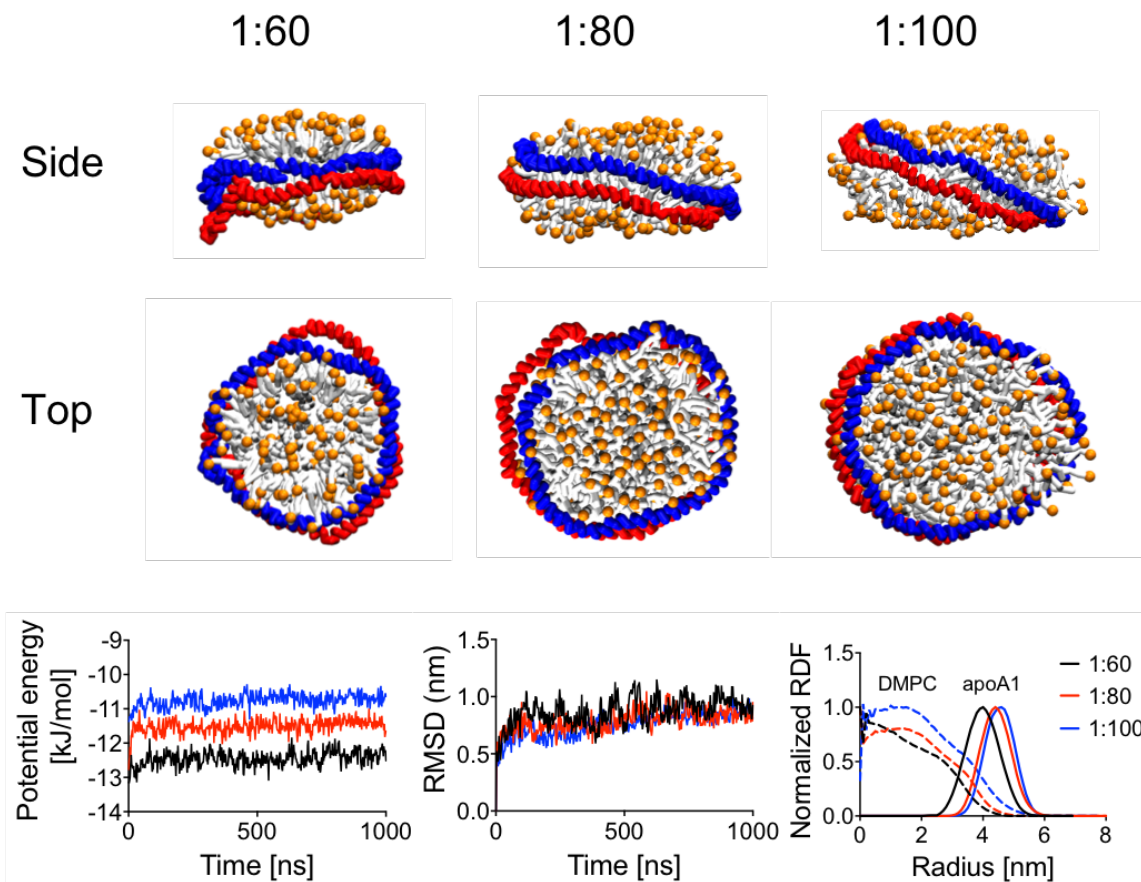 1:60 1:80 1:100
Side
Top
Potential energy
[kJ/mol]
-9
-10
-11
-12
-13
-14
0 500 1000
Time [ns]
RMSD (nm)
1.5
1.0
0.5
0.0
0 500 1000
Time [ns]
Normalized RDF
1.5
1.0
0.5
0.0
DMPC apoA1
0 2 4 6 8
Radius [nm]
1:60
1:80
1:100